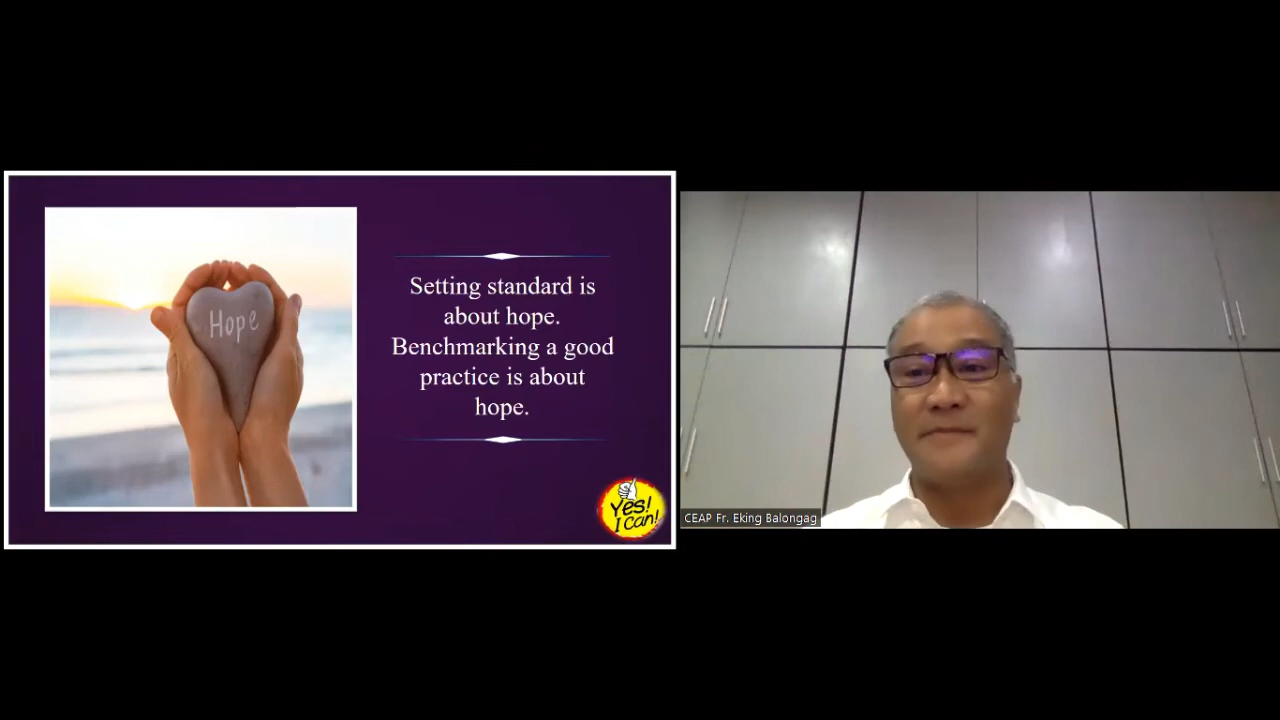 Hope
Setting standard is
about hope.
Benchmarking a good
practice is about
hope.
Yes!
I can!
CEAP Fr. Eking Balongag